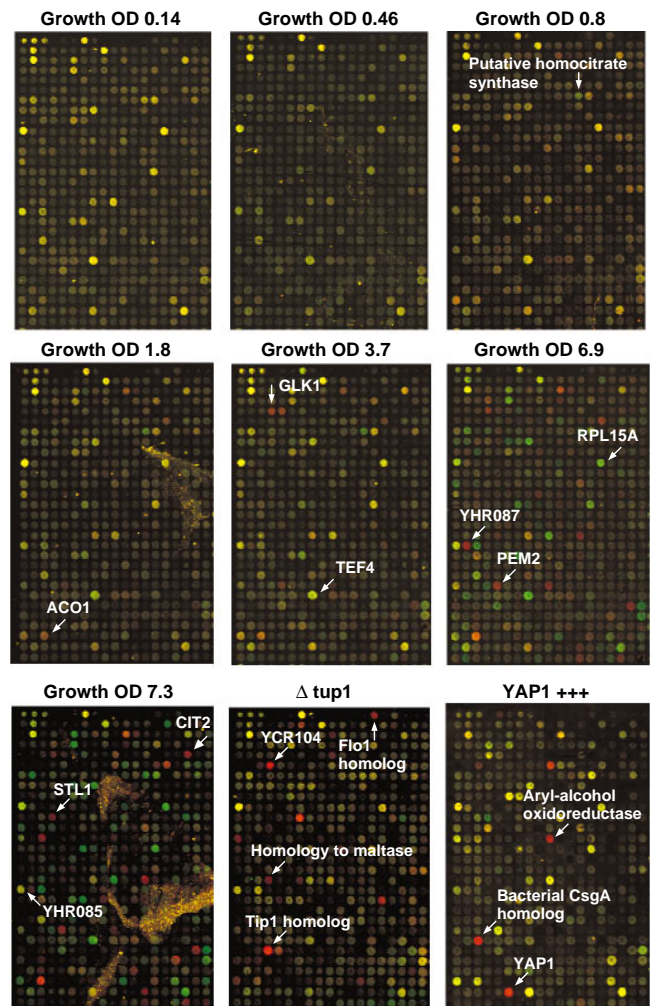 Growth OD 0.14
Growth OD 0.46
Growth OD 0.8
Putative homocitrate
synthase
Growth OD 1.8
Growth OD 3.7
Growth OD 6.9
GLK1
RPL15A
YHR087
PEM2
TEF4
ACO1
Growth OD 7.3
Δ tup1
YAP1 +++
CIT2
YCR104
Flo1
homolog
STL1
Aryl-alcohol
oxidoreductase
Homology to maltase
YHR085
Tip1 homolog
Bacterial CsgA
homolog
YAP1